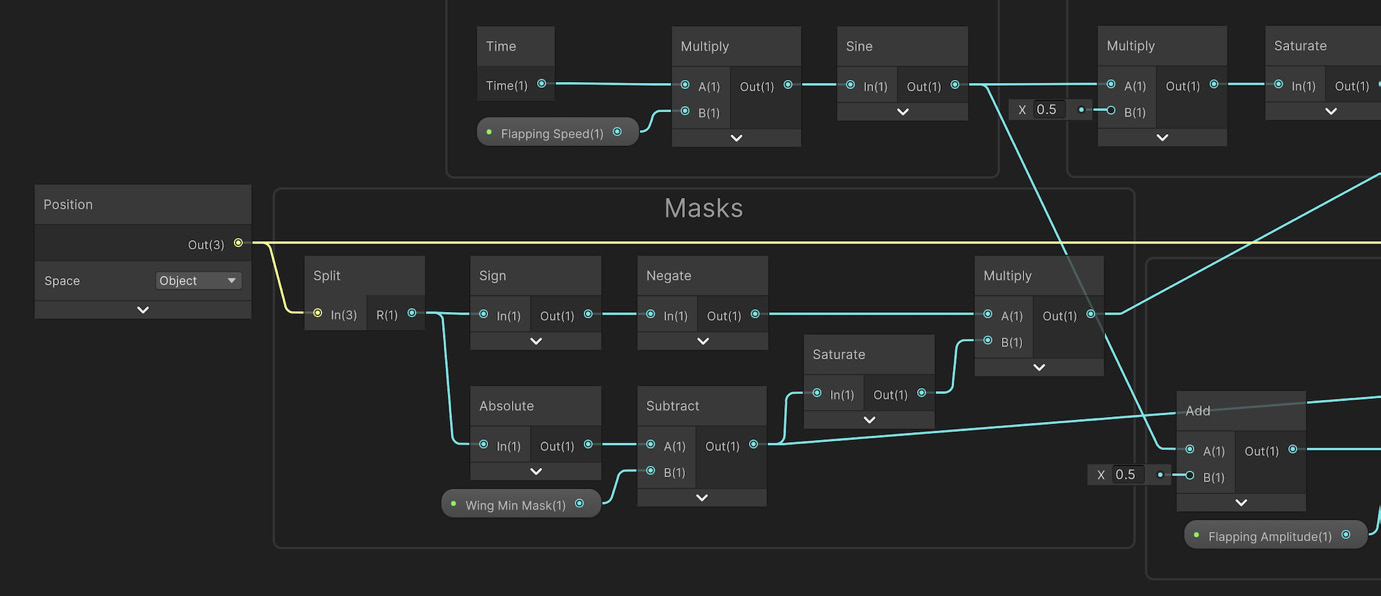 Time
Time(1)
Flapping Speed(1)
Multiply
A(1) Out(1)
B(1)
Sine
In(1) Out(1)
X 0.5
Multiply
A(1) Out(1)
B(1)
Saturate
In(1) Out(1)
Position
Out(3)
Space Object
Masks
Split
In(3) R(1)
Sign
In(1) Out(1)
Negate
In(1) Out(1)
Multiply
A(1) Out(1)
B(1)
Saturate
In(1) Out(1)
Absolute
In(1) Out(1)
Subtract
A(1) Out(1)
B(1)
Wing Min Mask(1)
Add
A(1) Out(1)
B(1)
X 0.5
Flapping Amplitude(1)